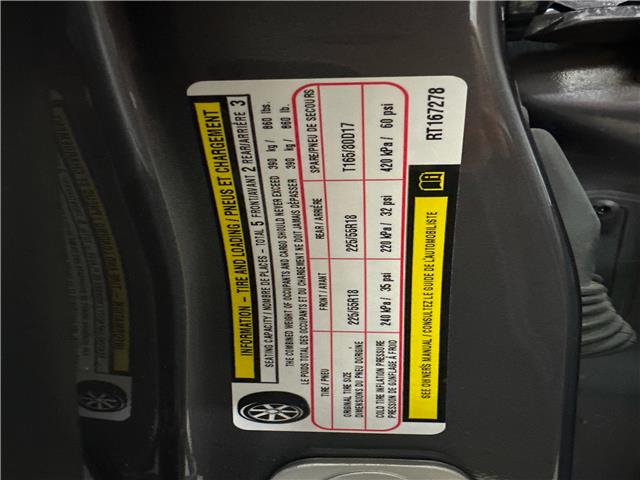 INFORMATION – TIRE AND LOADING / PNEUS ET CHARGEMENT
SEATING CAPACITY / NOMBRE DE PLACES – TOTAL 5 FRONT/AVANT 2 REAR/ARRIÈRE 3
THE COMBINED WEIGHT OF OCCUPANTS AND CARGO SHOULD NEVER EXCEED 390 kg / 860 lbs.
LE POIDS TOTAL DES OCCUPANTS ET DU CHARGEMENT NE DOIT JAMAIS DÉPASSER 390 kg / 860 lb.
TIRE / PNEU FRONT / AVANT REAR / ARRIÈRE SPARE/PNEU DE SECOURS
ORIGINAL TIRE SIZE 225/55R18 225/55R18 T165/80D17
DIMENSIONS DU PNEU DORIGINE
COLD TIRE INFLATION PRESSURE 240 kPa / 35 psi 220 kPa / 32 psi 420 kPa / 60 psi
PRESSION DE GONFLAGE À FROID
SEE OWNERS MANUAL / CONSULTEZ LE GUIDE DE L'AUTOMOBILISTE
RT167278